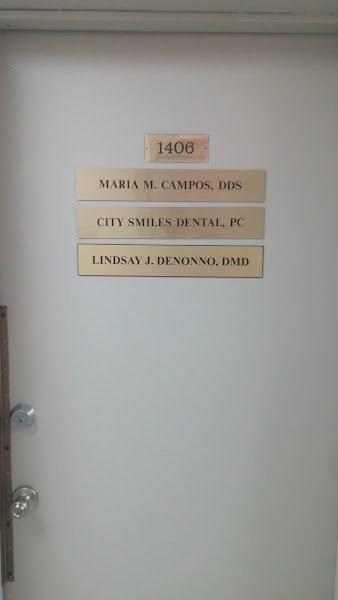 1406
MARIA M. CAMPOS, DDS
CITY SMILES DENTAL, PC
LINDSAY J. DENONNO, DMD